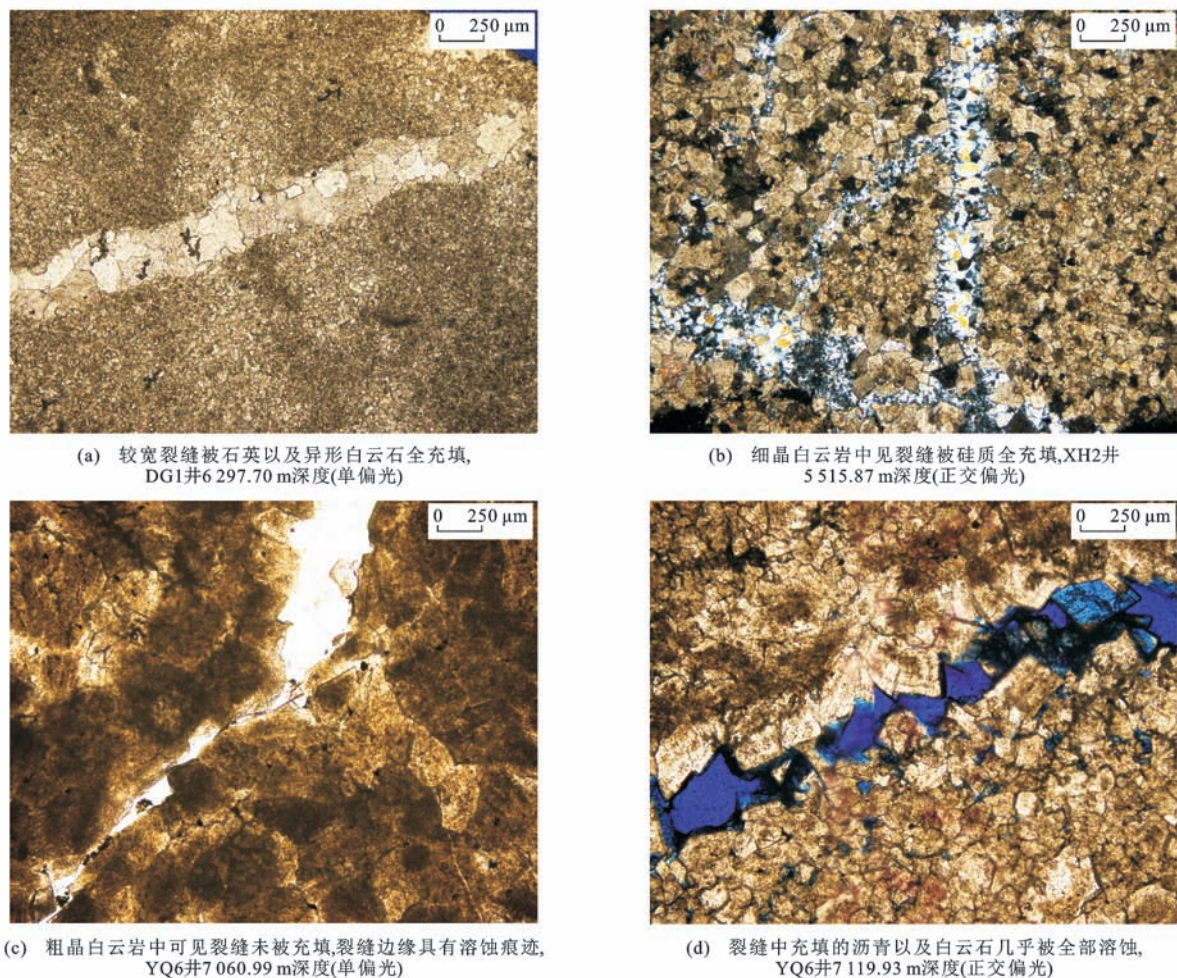 0 250 μm
0 250 μm
(a) 较宽裂缝被石英以及异形白云石全充填,
DG1井6 297.70 m深度(单偏光)
(b) 细晶白云岩中见裂缝被硅质全充填,XH2井
5 515.87 m深度(正交偏光)
0 250 μm
0 250 μm
(c) 粗晶白云岩中可见裂缝未被充填,裂缝边缘具有溶蚀痕迹,
YQ6井7 060.99 m深度(单偏光)
(d) 裂缝中充填的沥青以及白云石几乎被全部溶蚀,
YQ6井7 119.93 m深度(正交偏光)